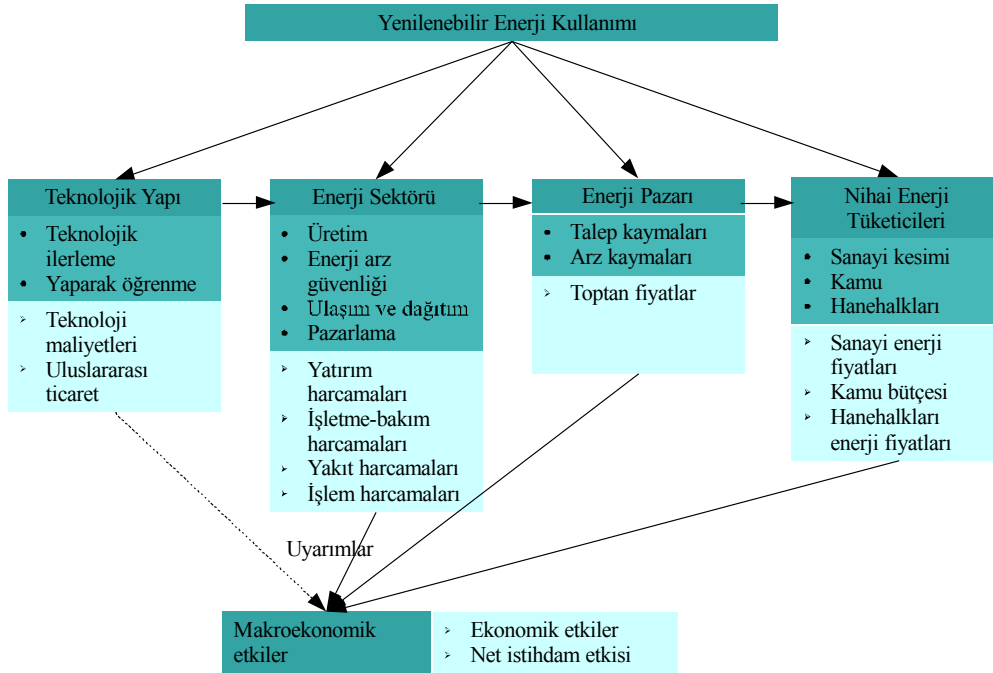 Yenilenebilir Enerji Kullanımı
Teknolojik Yapı
• Teknolojik
ilerleme
• Yaparak öğrenme
Teknoloji
maliyetleri
Uluslararası
ticaret
Enerji Sektörü
• Üretim
• Enerji arz
güvenliği
• Ulaşım ve dağıtım
• Pazarlama
Yatırım
harcamaları
İşletme-bakım
harcamaları
Yakıt harcamaları
İşlem harcamaları
Enerji Pazarı
• Talep kaymaları
• Arz kaymaları
Toptan fiyatlar
Nihai Enerji
Tüketicileri
• Sanayi kesimi
• Kamu
• Hanehalkları
Sanayi enerji
fiyatları
Kamu bütçesi
Hanehalkları
enerji fiyatları
Uyarımlar
Makroekonomik
etkiler
Ekonomik etkiler
Net istihdam etkisi